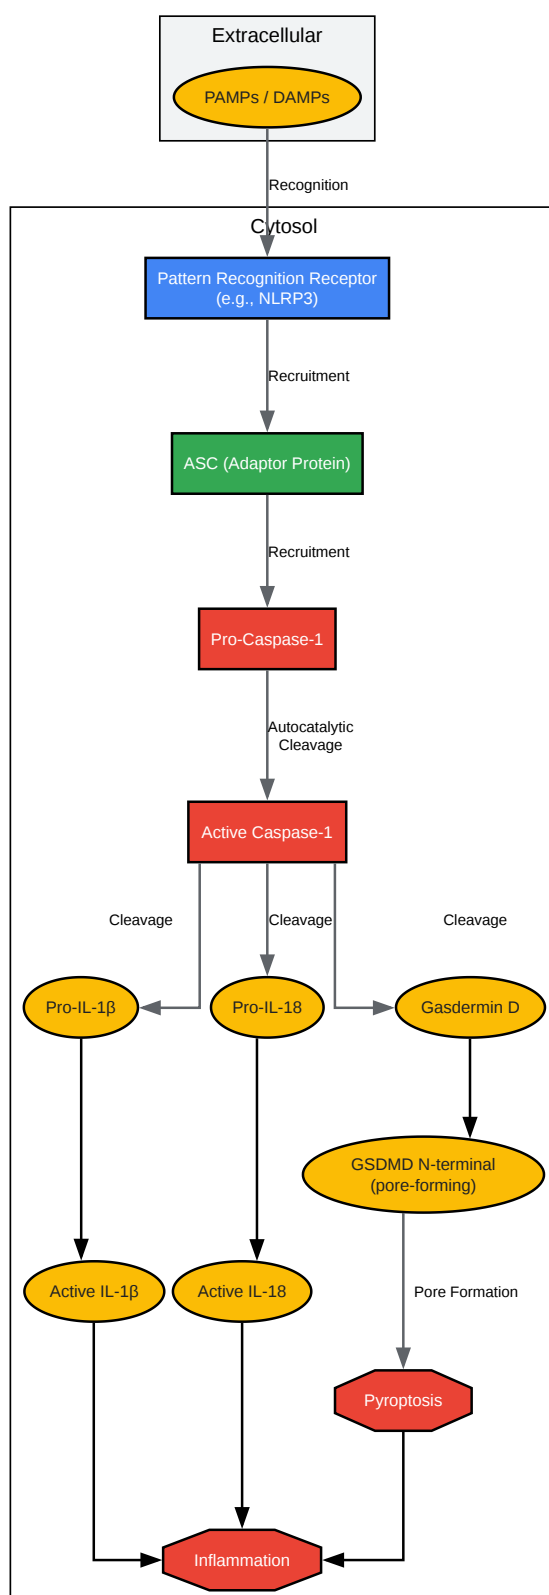 Extracellular
PAMPs / DAMPs
Recognition
Cytosol
Pattern Recognition Receptor
(e.g., NLRP3)
Recruitment
ASC (Adaptor Protein)
Recruitment
Pro-Caspase-1
Autocatalytic
Cleavage
Active Caspase-1
Cleavage
Cleavage
Cleavage
Pro-IL-1β
Pro-IL-18
Gasdermin D
GSDMD N-terminal
(pore-forming)
Active IL-1β
Active IL-18
Pore Formation
Pyroptosis
Inflammation